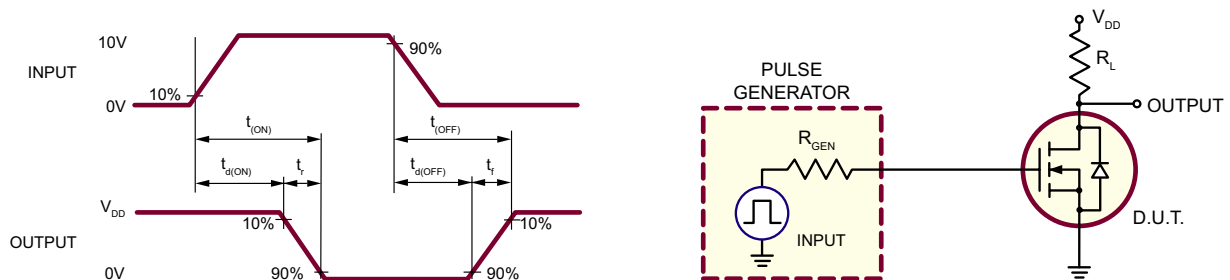 10V
INPUT
90%
10%
0V
t(ON)
t(OFF)
td(ON)
tr
td(OFF)
tf
VDD
10%
10%
OUTPUT
90%
90%
0V
VDD
RL
PULSE
GENERATOR
OUTPUT
RGEN
INPUT
D.U.T.